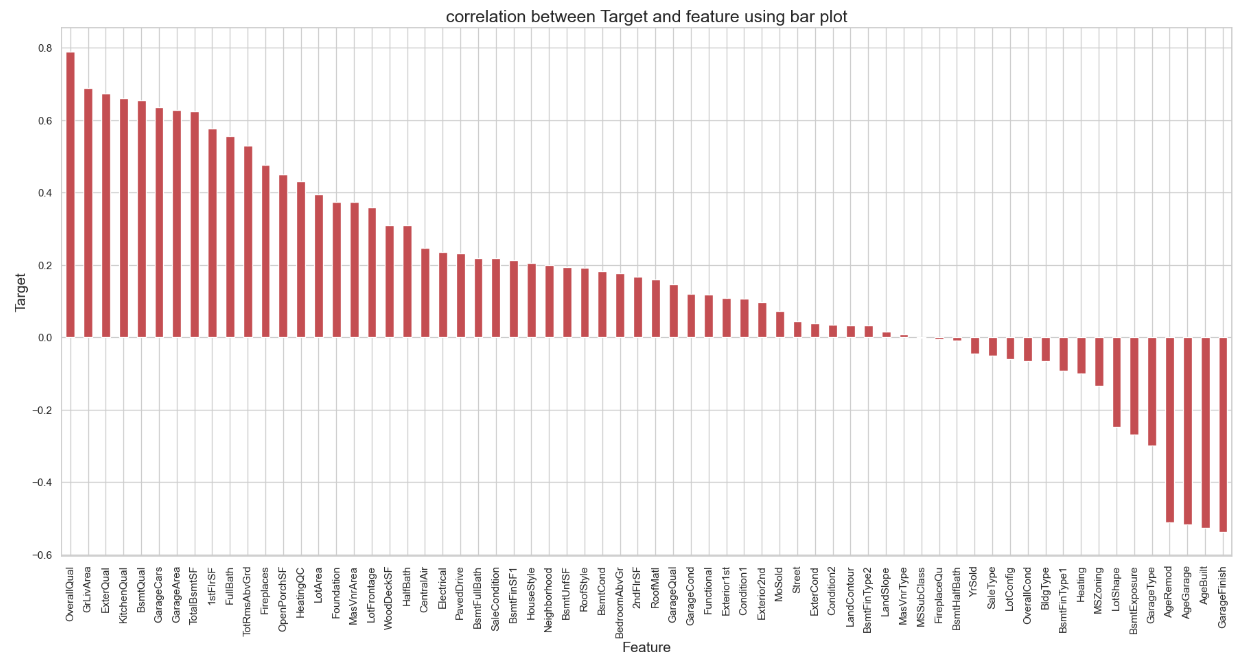 correlation between Target and feature using bar plot
0.8
0.6
0.4
0.2
0.0
−0.2
−0.4
−0.6
Target
OverallQual
GrLivArea
ExterQual
KitchenQual
BsmtQual
GarageCars
GarageArea
TotalBsmtSF
1stFlrSF
FullBath
TotRmsAbvGrd
Fireplaces
OpenPorchSF
HeatingQC
LotArea
Foundation
MasVnrArea
LotFrontage
WoodDeckSF
HalfBath
CentralAir
Electrical
PavedDrive
BsmtFullBath
SaleCondition
BsmtFinSF1
HouseStyle
Neighborhood
BsmtUnfSF
RoofStyle
BsmtCond
BedroomAbvGr
2ndFlrSF
RoofMatl
GarageQual
GarageCond
Functional
Exterior1st
Condition1
Exterior2nd
MoSold
Street
ExterCond
Condition2
LandContour
BsmtFinType2
LandSlope
MasVnrType
MSSubClass
FireplaceQu
BsmtHalfBath
YrSold
SaleType
LotConfig
OverallCond
BldgType
BsmtFinType1
Heating
MSZoning
LotShape
BsmtExposure
GarageType
AgeRemod
AgeGarage
AgeBuilt
GarageFinish
Feature